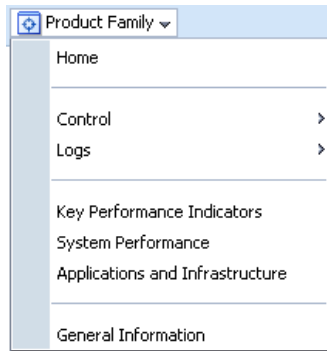 Product Family
Home
Control
Logs
Key Performance Indicators
System Performance
Applications and Infrastructure
General Information